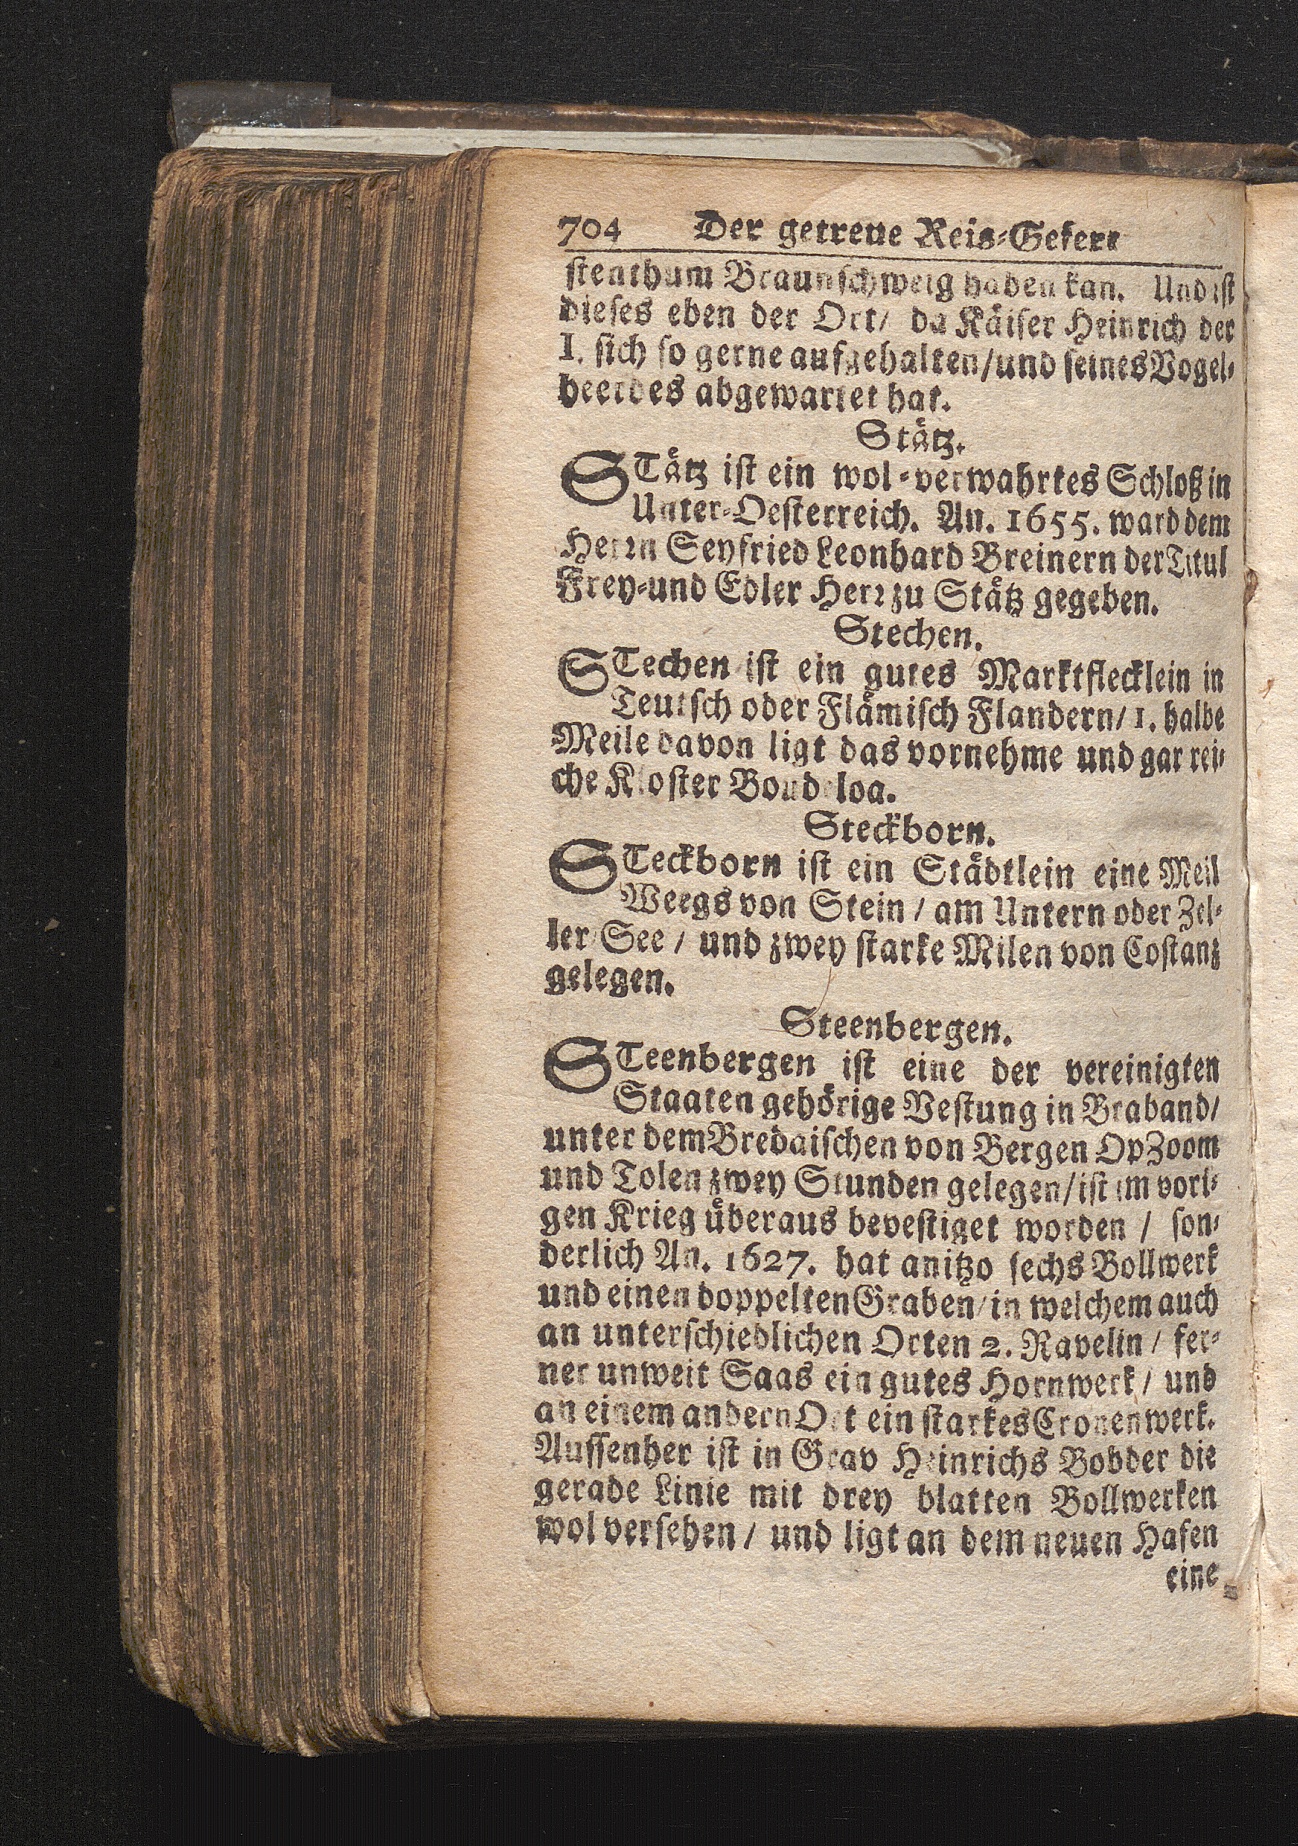 704 Der getreue Reis-Gefert
stenthum Braunschweig haben kan. Und ist
dieses eben der Ort/ da Käiser Heinrich der
I. sich so gerne aufgehalten/und seines Vogel-
heerdes abgewartet hat.
Stätz.
STätz ist ein wol-verwahrtes Schloß in
Unter-Oesterreich. An. 1655. ward dem
Herrn Seyfried Leonhard Breinern der Titul
Frey-und Edler Herr zu Stätz gegeben.
Stechen.
STechen ist ein gutes Marktflecklein in
Teutsch oder Flämisch Flandern/ 1. halbe
Meile davon ligt das vornehme und gar rei-
che Kloster Boudeloa.
Steckborn.
STeckborn ist ein Städtlein eine Meil
Weegs von Stein / am Untern oder Zel-
ler See / und zwey starke Milen von Costanz
gelegen.
Steenbergen.
STeenbergen ist eine der vereinigten
Staaten gehörige Vestung in Braband/
unter dem Bredaischen von Bergen Op Zoom
und Tolen zwey Stunden gelegen/ist im vori-
gen Krieg überaus bevestiget worden / son-
derlich An. 1627. hat anitzo sechs Bollwerk
und einen doppelten Graben/in welchem auch
an unterschiedlichen Orten 2. Ravelin / fer-
ner unweit Saas ein gutes Hornwerk / und
an einem andern Ort ein starkes Cronenwerk.
Aussenher ist in Grav Heinrichs Bobder die
gerade Linie mit drey blatten Bollwerken
wol versehen / und ligt an dem neuen Hafen
eine